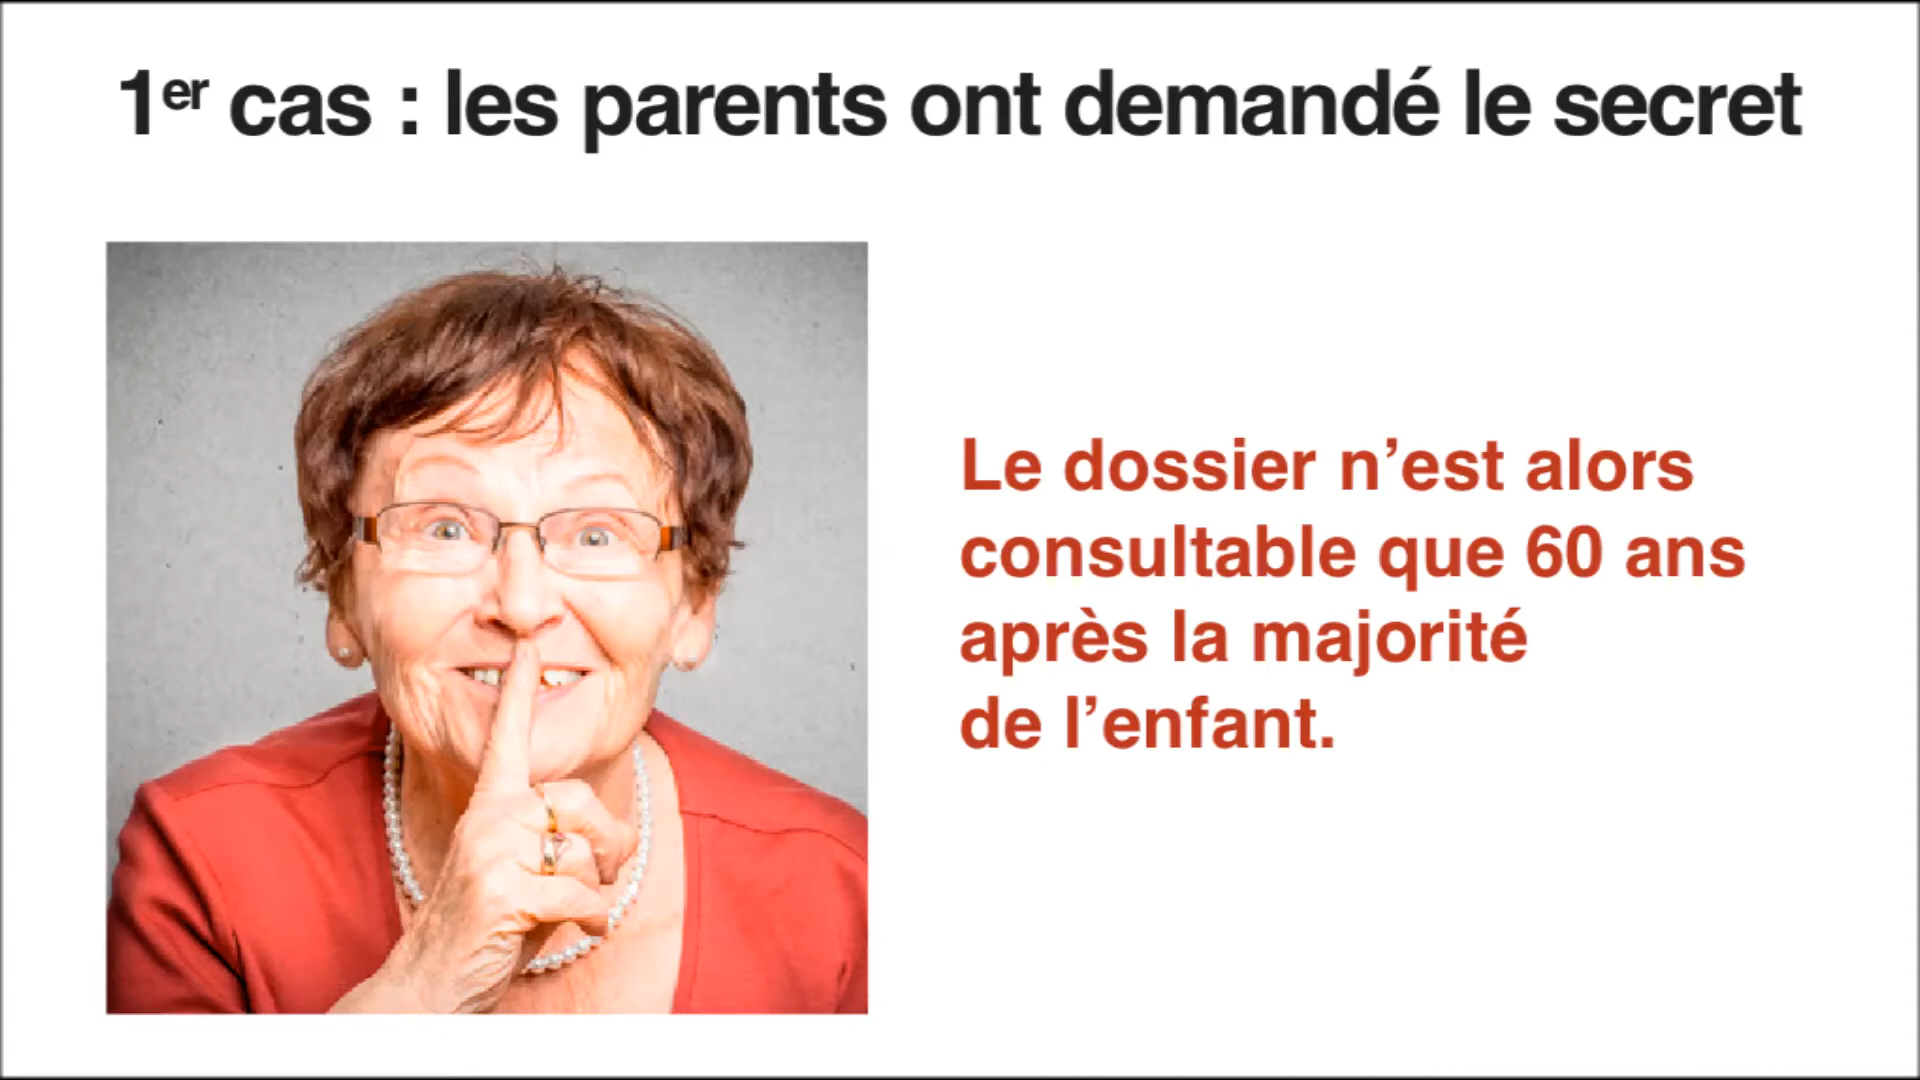 1er cas : les parents ont demandé le secret
Le dossier n’est alors
consultable que 60 ans
après la majorité
de l’enfant.